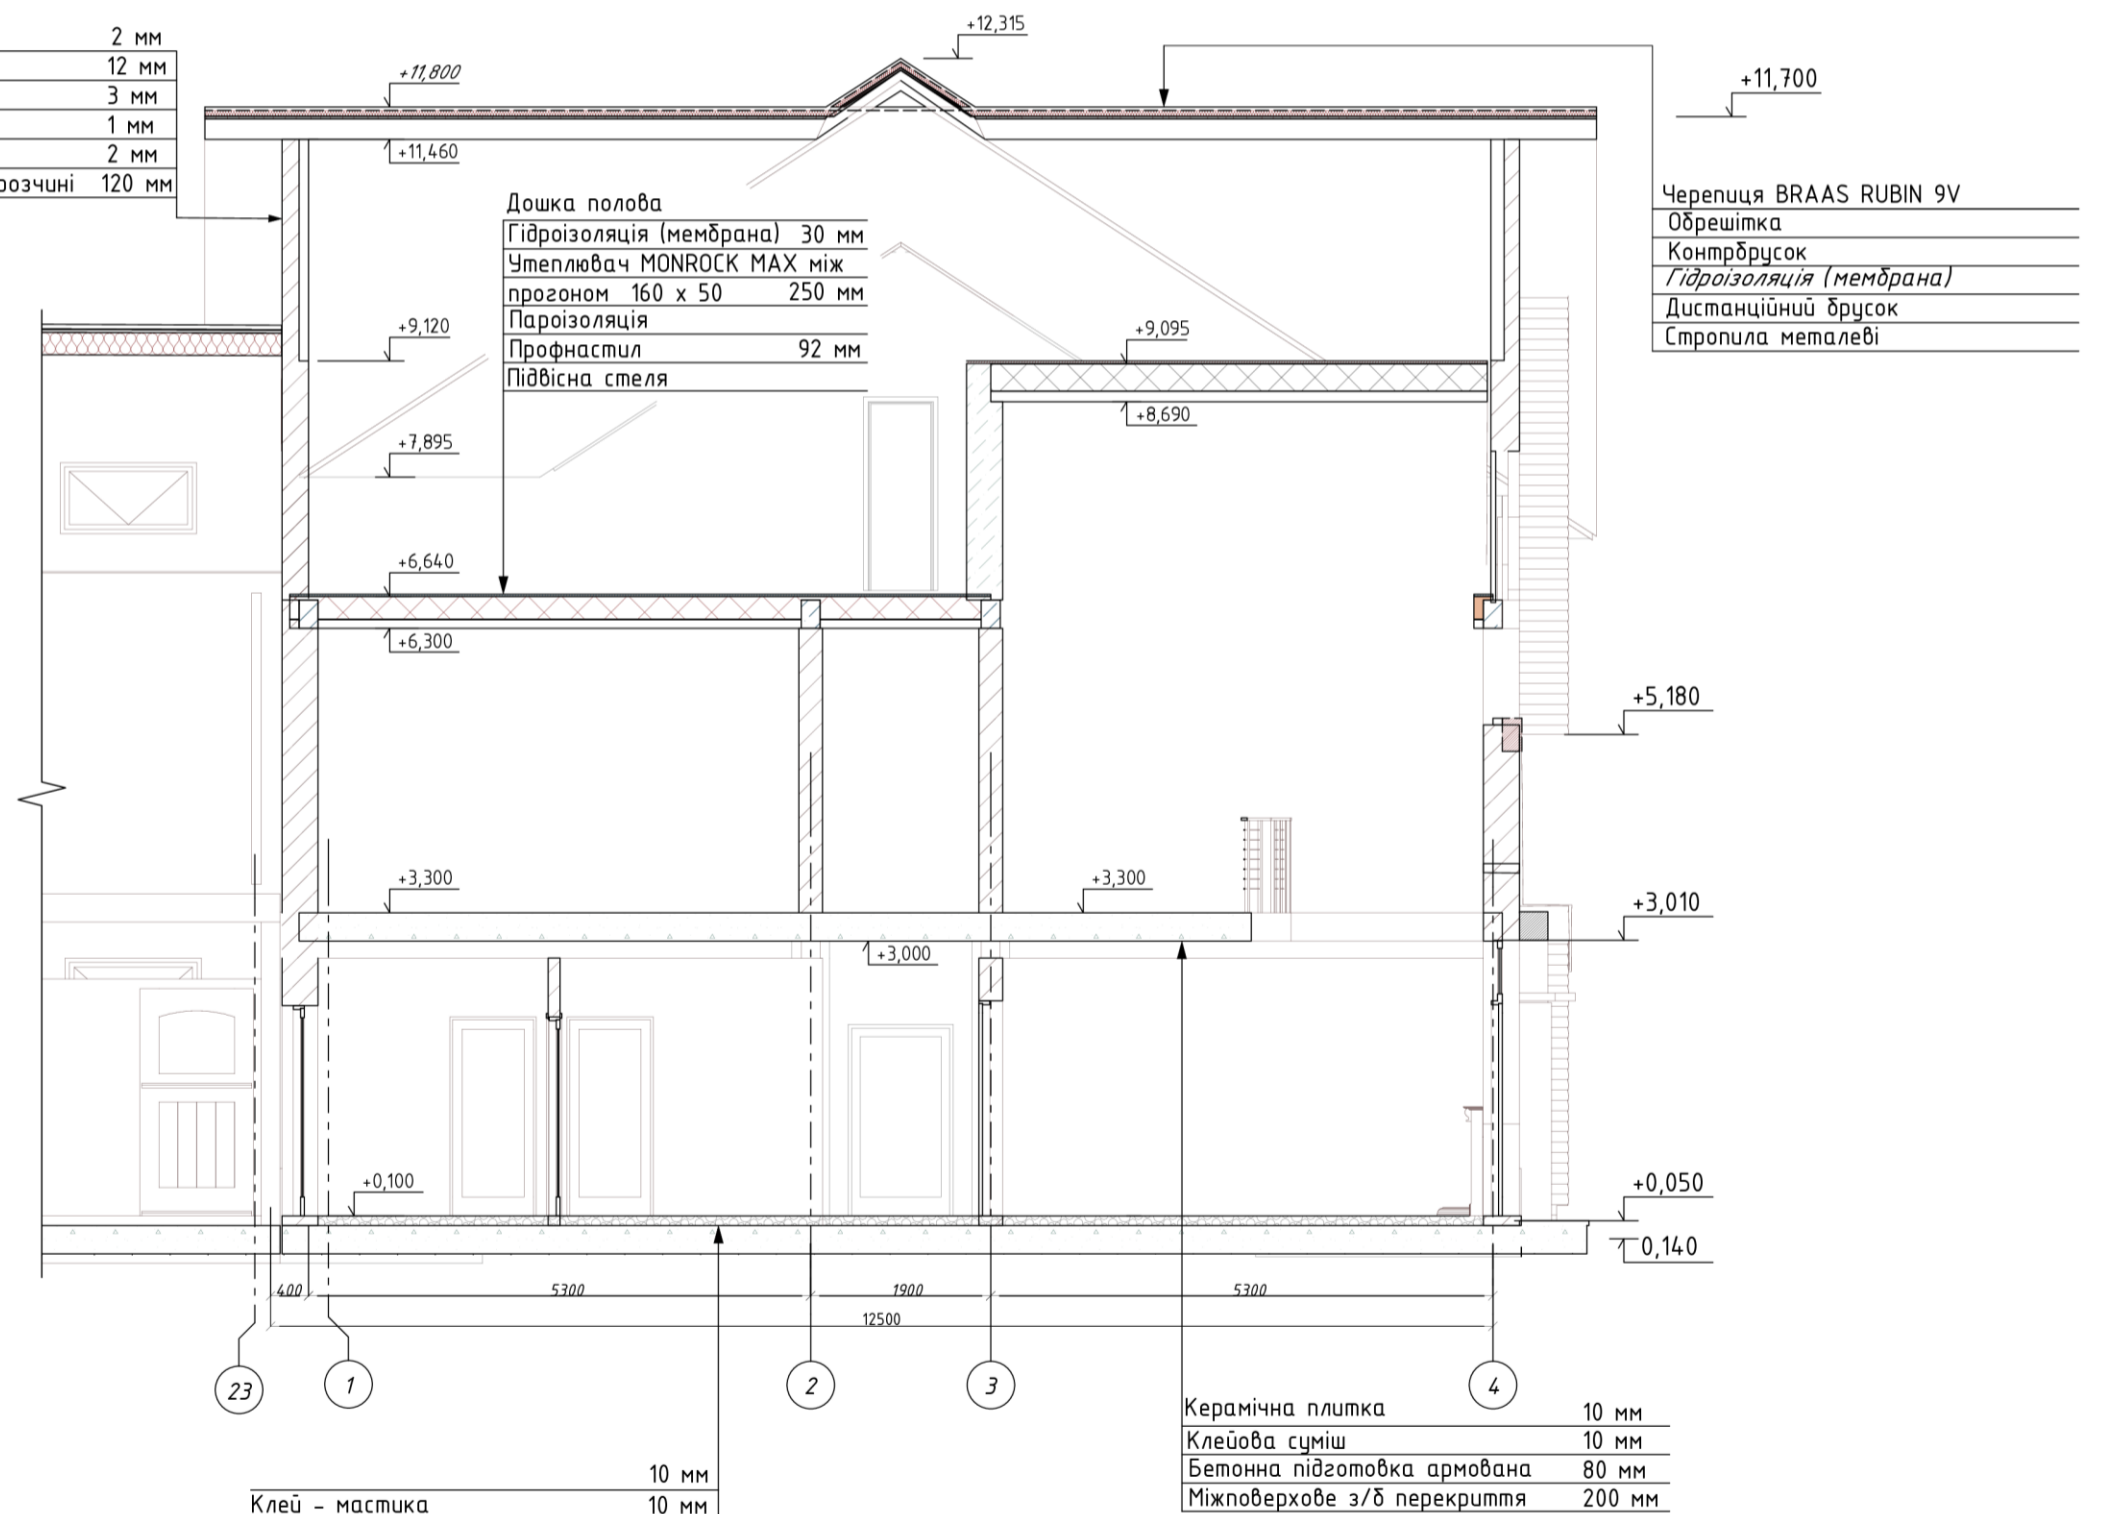 2 мм
12 мм
3 мм
1 мм
2 мм
розчині 120 мм
+12,315
+11,800
+11,700
+11,460
Черепиця BRAAS RUBIN 9V
Обрешітка
Контрбрусок
Гідроізоляція (мембрана)
Дистанційний брусок
Стропила металеві
Дошка полова
Гідроізоляція (мембрана) 30 мм
Утеплювач MONROCK MAX між
прогоном 160 x 50 250 мм
Пароізоляція
Профнастил 92 мм
Підвісна стеля
+9,120
+9,095
+8,690
+7,895
+6,640
+6,300
+5,180
+3,300
+3,300
+3,010
+3,000
+0,100
+0,050
0,140
400
5300
1900
5300
12500
23
1
2
3
4
Керамічна плитка 10 мм
Клейова суміш 10 мм
Бетонна підготовка армована 80 мм
Міжповерхове з/б перекриття 200 мм
10 мм
Клей - мастика 10 мм